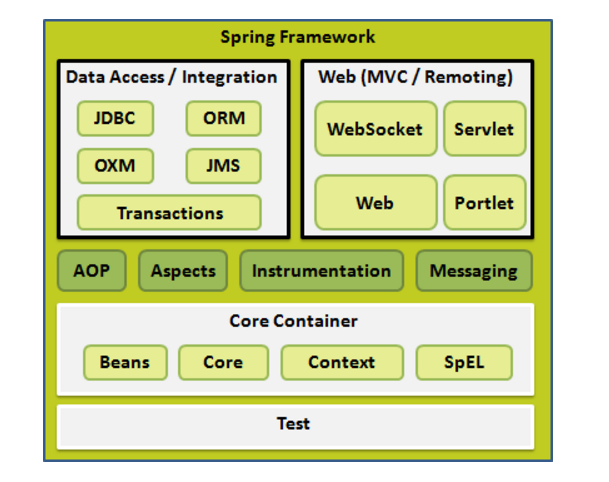 Spring Framework
Data Access / Integration
JDBC
ORM
OXM
JMS
Transactions
Web (MVC / Remoting)
WebSocket
Servlet
Web
Portlet
AOP
Aspects
Instrumentation
Messaging
Core Container
Beans
Core
Context
SpEL
Test